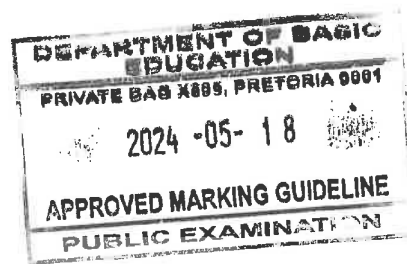 DEPARTMENT OF BASIC
EDUCATION
PRIVATE BAG X895, PRETORIA 0001
2024 -05- 18
APPROVED MARKING GUIDELINE
PUBLIC EXAMINATION